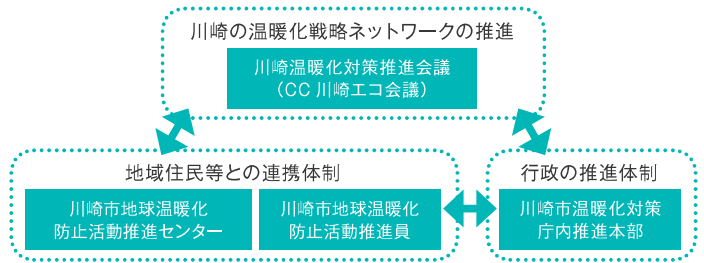 川崎の温暖化戦略ネットワークの推進
川崎温暖化対策推進会議
（CC川崎エコ会議）
地域住民等との連携体制
川崎市地球温暖化
防止活動推進センター
川崎市地球温暖化
防止活動推進員
行政の推進体制
川崎市温暖化対策
庁内推進本部